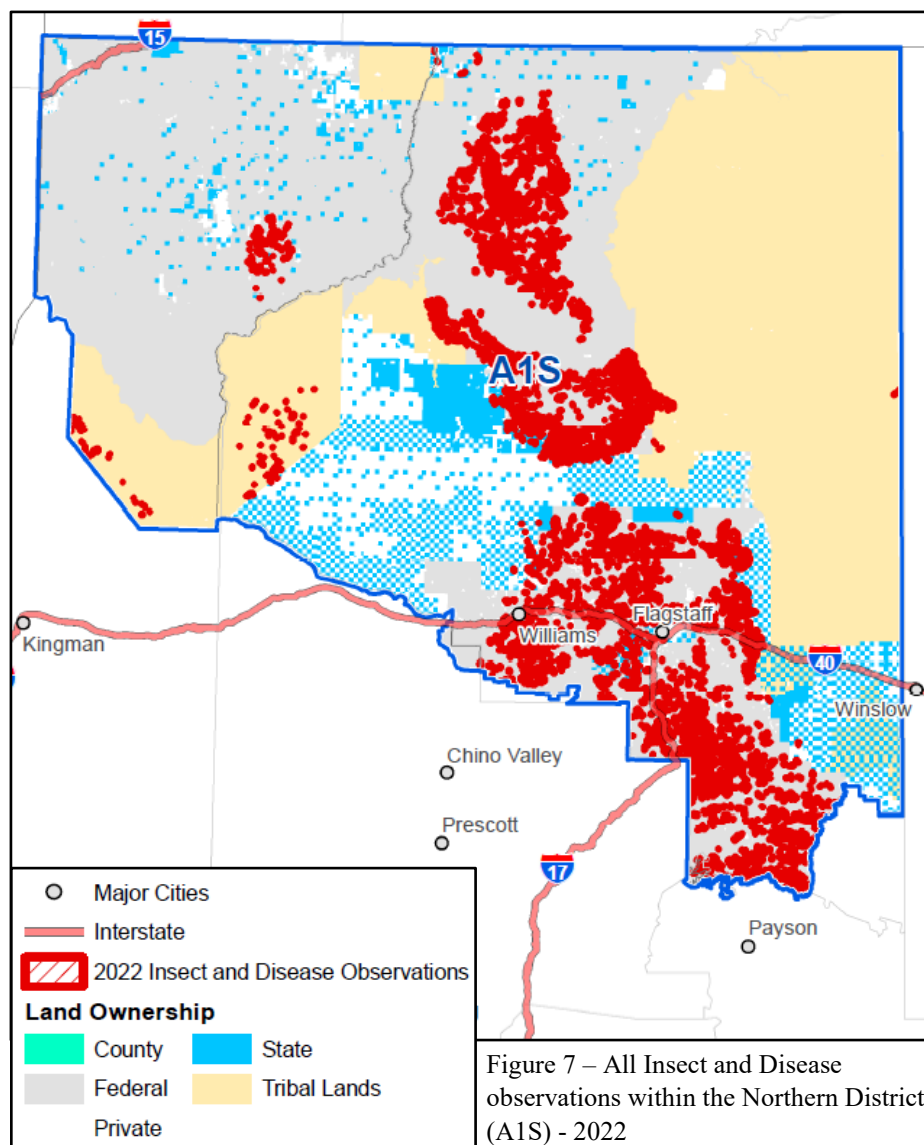 15
A1S
Kingman
Williams
Flagstaff
40
Winslow
Chino Valley
Prescott
17
Payson
Major Cities
Interstate
2022 Insect and Disease Observations
Land Ownership
County
State
Federal
Tribal Lands
Private
Figure 7 – All Insect and Disease
observations within the Northern District
(A1S) - 2022